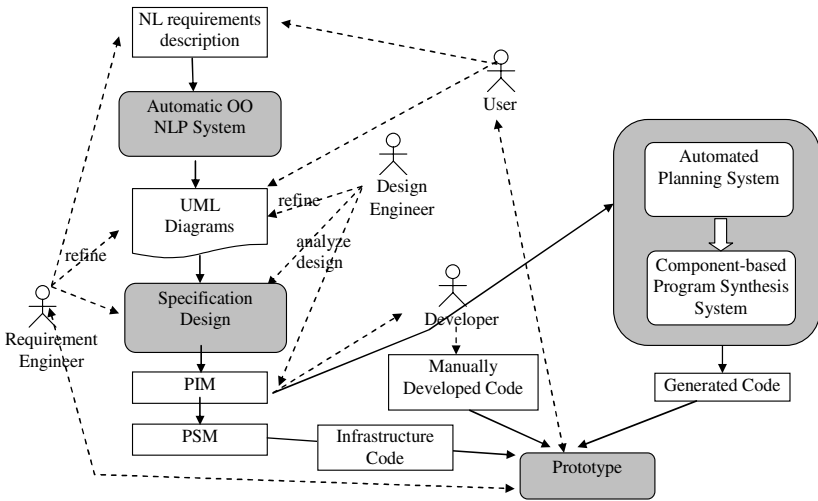 NL requirements
description
User
Automatic OO
NLP System
Automated
Planning System
Design
Engineer
UML
Diagrams
refine
refine
analyze
design
Component-based
Program Synthesis
System
Specification
Design
Developer
Requirement
Engineer
Manually
Developed Code
PIM
Generated Code
PSM
Infrastructure
Code
Prototype